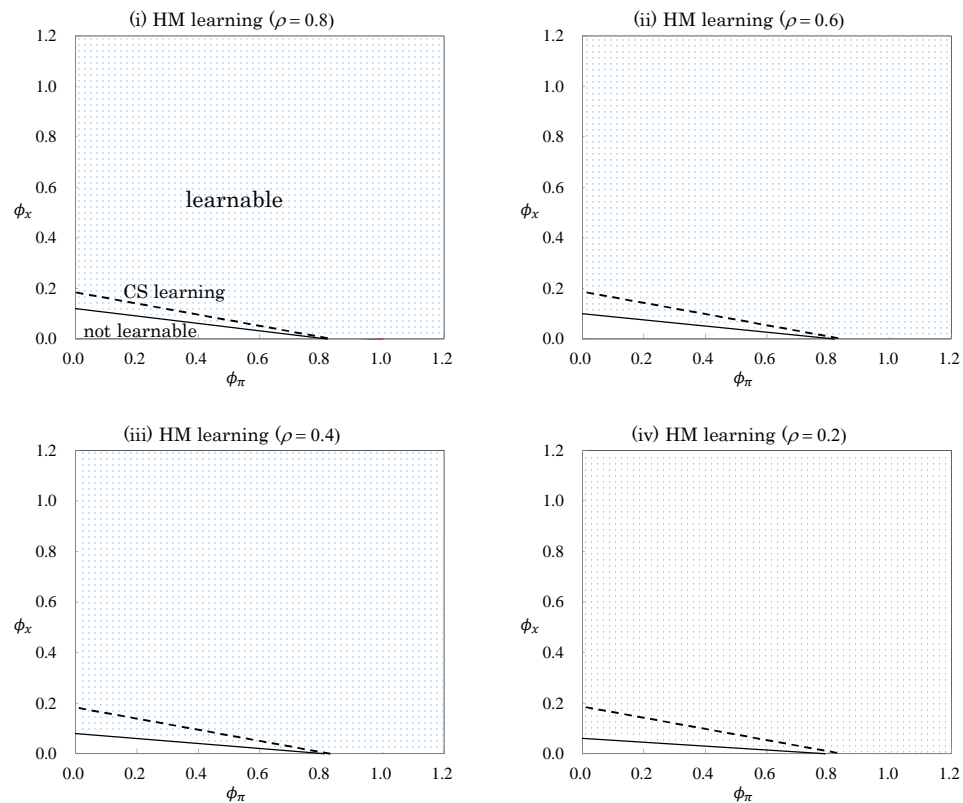 (i) HM learning (ρ = 0.8)
1.2
1.0
0.8
0.6
0.4
0.2
0.0
ϕₓ
learnable
CS learning
not learnable
0.0 0.2 0.4 0.6 0.8 1.0 1.2
ϕ_π
(ii) HM learning (ρ = 0.6)
1.2
1.0
0.8
0.6
0.4
0.2
0.0
ϕₓ
0.0 0.2 0.4 0.6 0.8 1.0 1.2
ϕ_π
(iii) HM learning (ρ = 0.4)
1.2
1.0
0.8
0.6
0.4
0.2
0.0
ϕₓ
0.0 0.2 0.4 0.6 0.8 1.0 1.2
ϕ_π
(iv) HM learning (ρ = 0.2)
1.2
1.0
0.8
0.6
0.4
0.2
0.0
ϕₓ
0.0 0.2 0.4 0.6 0.8 1.0 1.2
ϕ_π